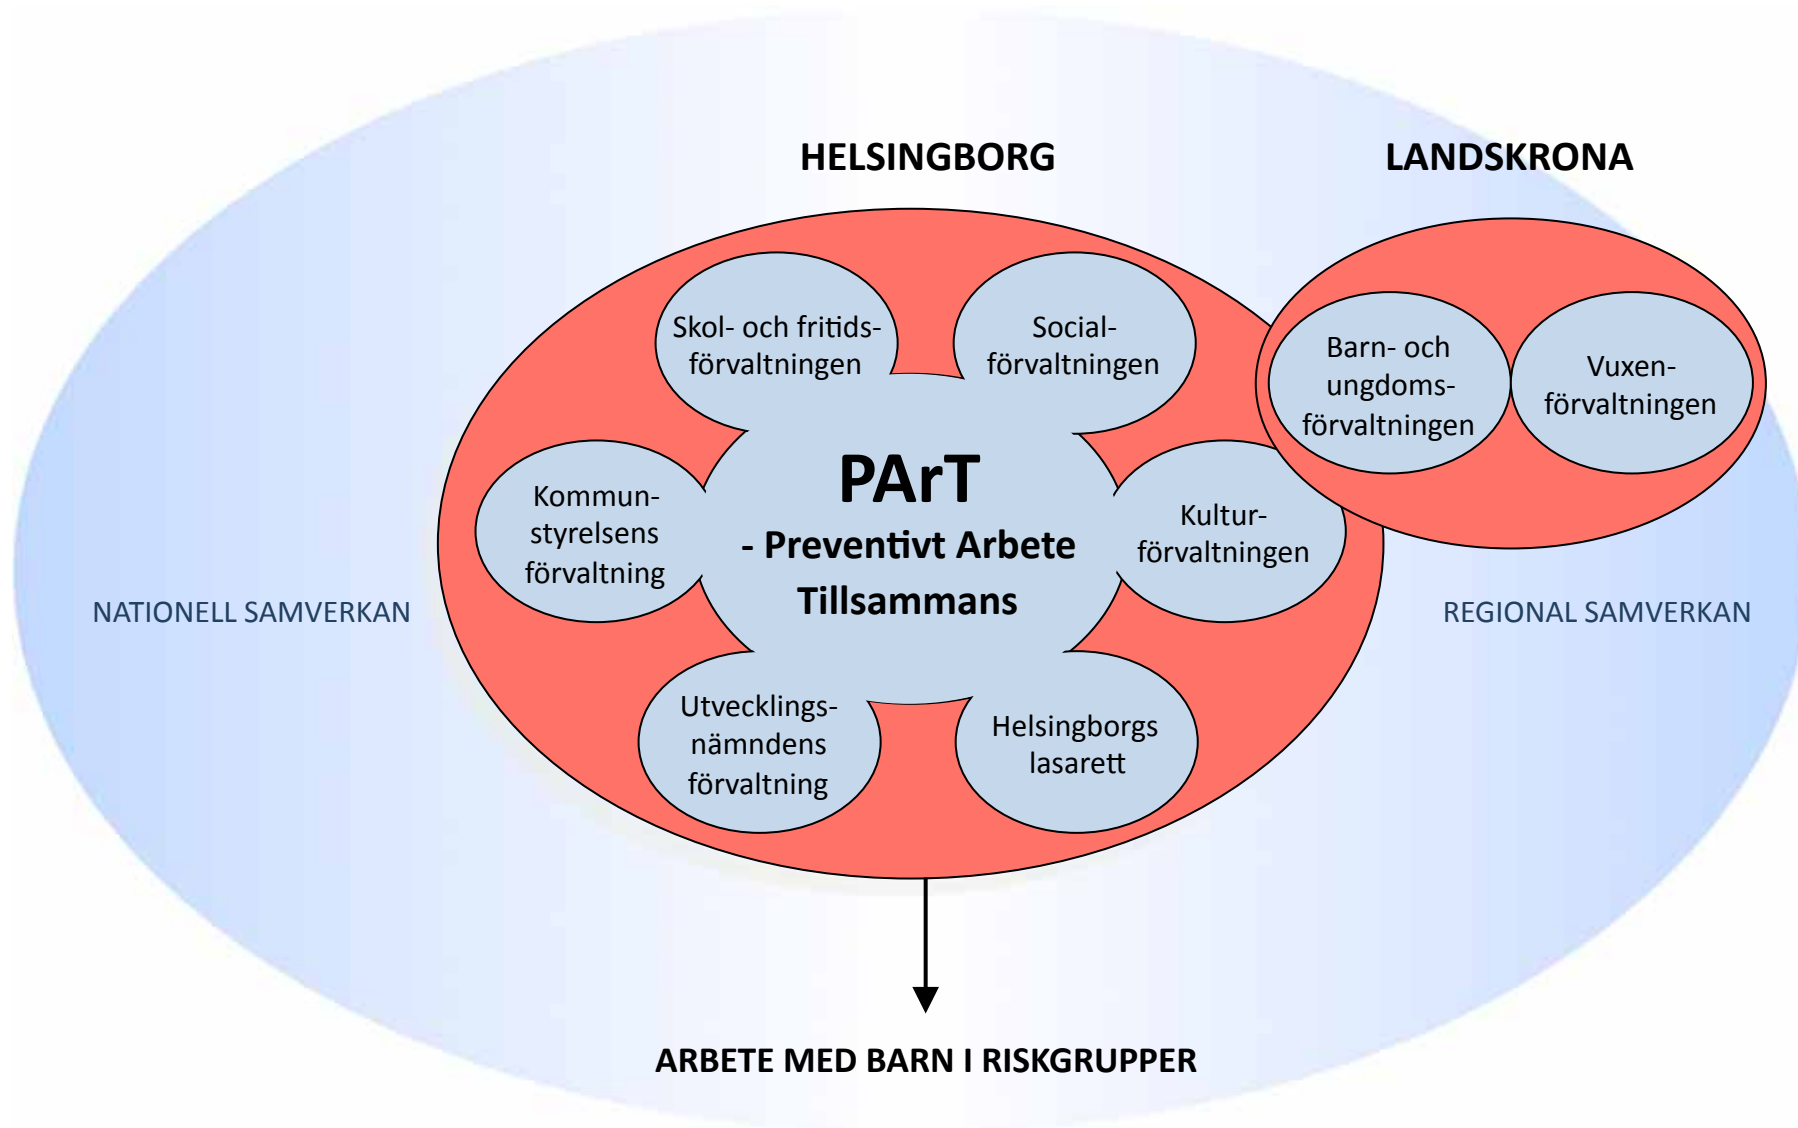 HELSINGBORG
LANDSKRONA
Skol- och fritids-
förvaltningen
Social-
förvaltningen
Barn- och
ungdoms-
förvaltningen
Vuxen-
förvaltningen
PArT
- Preventivt Arbete
Tillsammans
Kommun-
styrelsens
förvaltning
Kultur-
förvaltningen
NATIONELL SAMVERKAN
REGIONAL SAMVERKAN
Utvecklings-
nämndens
förvaltning
Helsingborgs
lasarett
ARBETE MED BARN I RISKGRUPPER